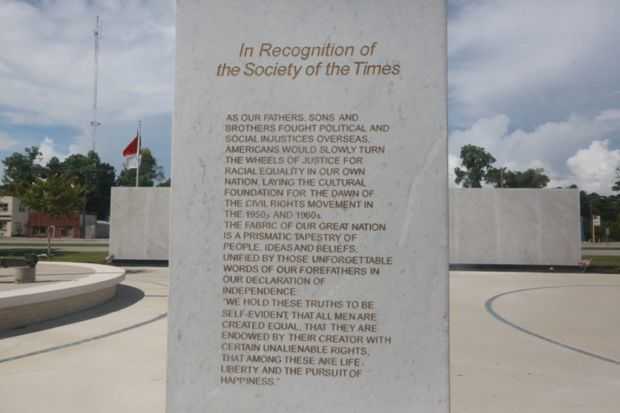 In Recognition of
the Society of the Times
AS OUR FATHERS, SONS AND
BROTHERS FOUGHT POLITICAL AND
SOCIAL INJUSTICES OVERSEAS,
AMERICANS WOULD SLOWLY TURN
THE WHEELS OF JUSTICE FOR
RACIAL EQUALITY IN OUR OWN
NATION, LAYING THE CULTURAL
FOUNDATION FOR THE DAWN OF
THE CIVIL RIGHTS MOVEMENT IN
THE 1950s AND 1960s.
THE FABRIC OF OUR GREAT NATION
IS A PRISMATIC TAPESTRY OF
PEOPLE, IDEAS AND BELIEFS,
UNIFIED BY THOSE UNFORGETTABLE
WORDS OF OUR FOREFATHERS IN
OUR DECLARATION OF
INDEPENDENCE:
"WE HOLD THESE TRUTHS TO BE
SELF-EVIDENT, THAT ALL MEN ARE
CREATED EQUAL, THAT THEY ARE
ENDOWED BY THEIR CREATOR WITH
CERTAIN UNALIENABLE RIGHTS,
THAT AMONG THESE ARE LIFE,
LIBERTY AND THE PURSUIT OF
HAPPINESS."